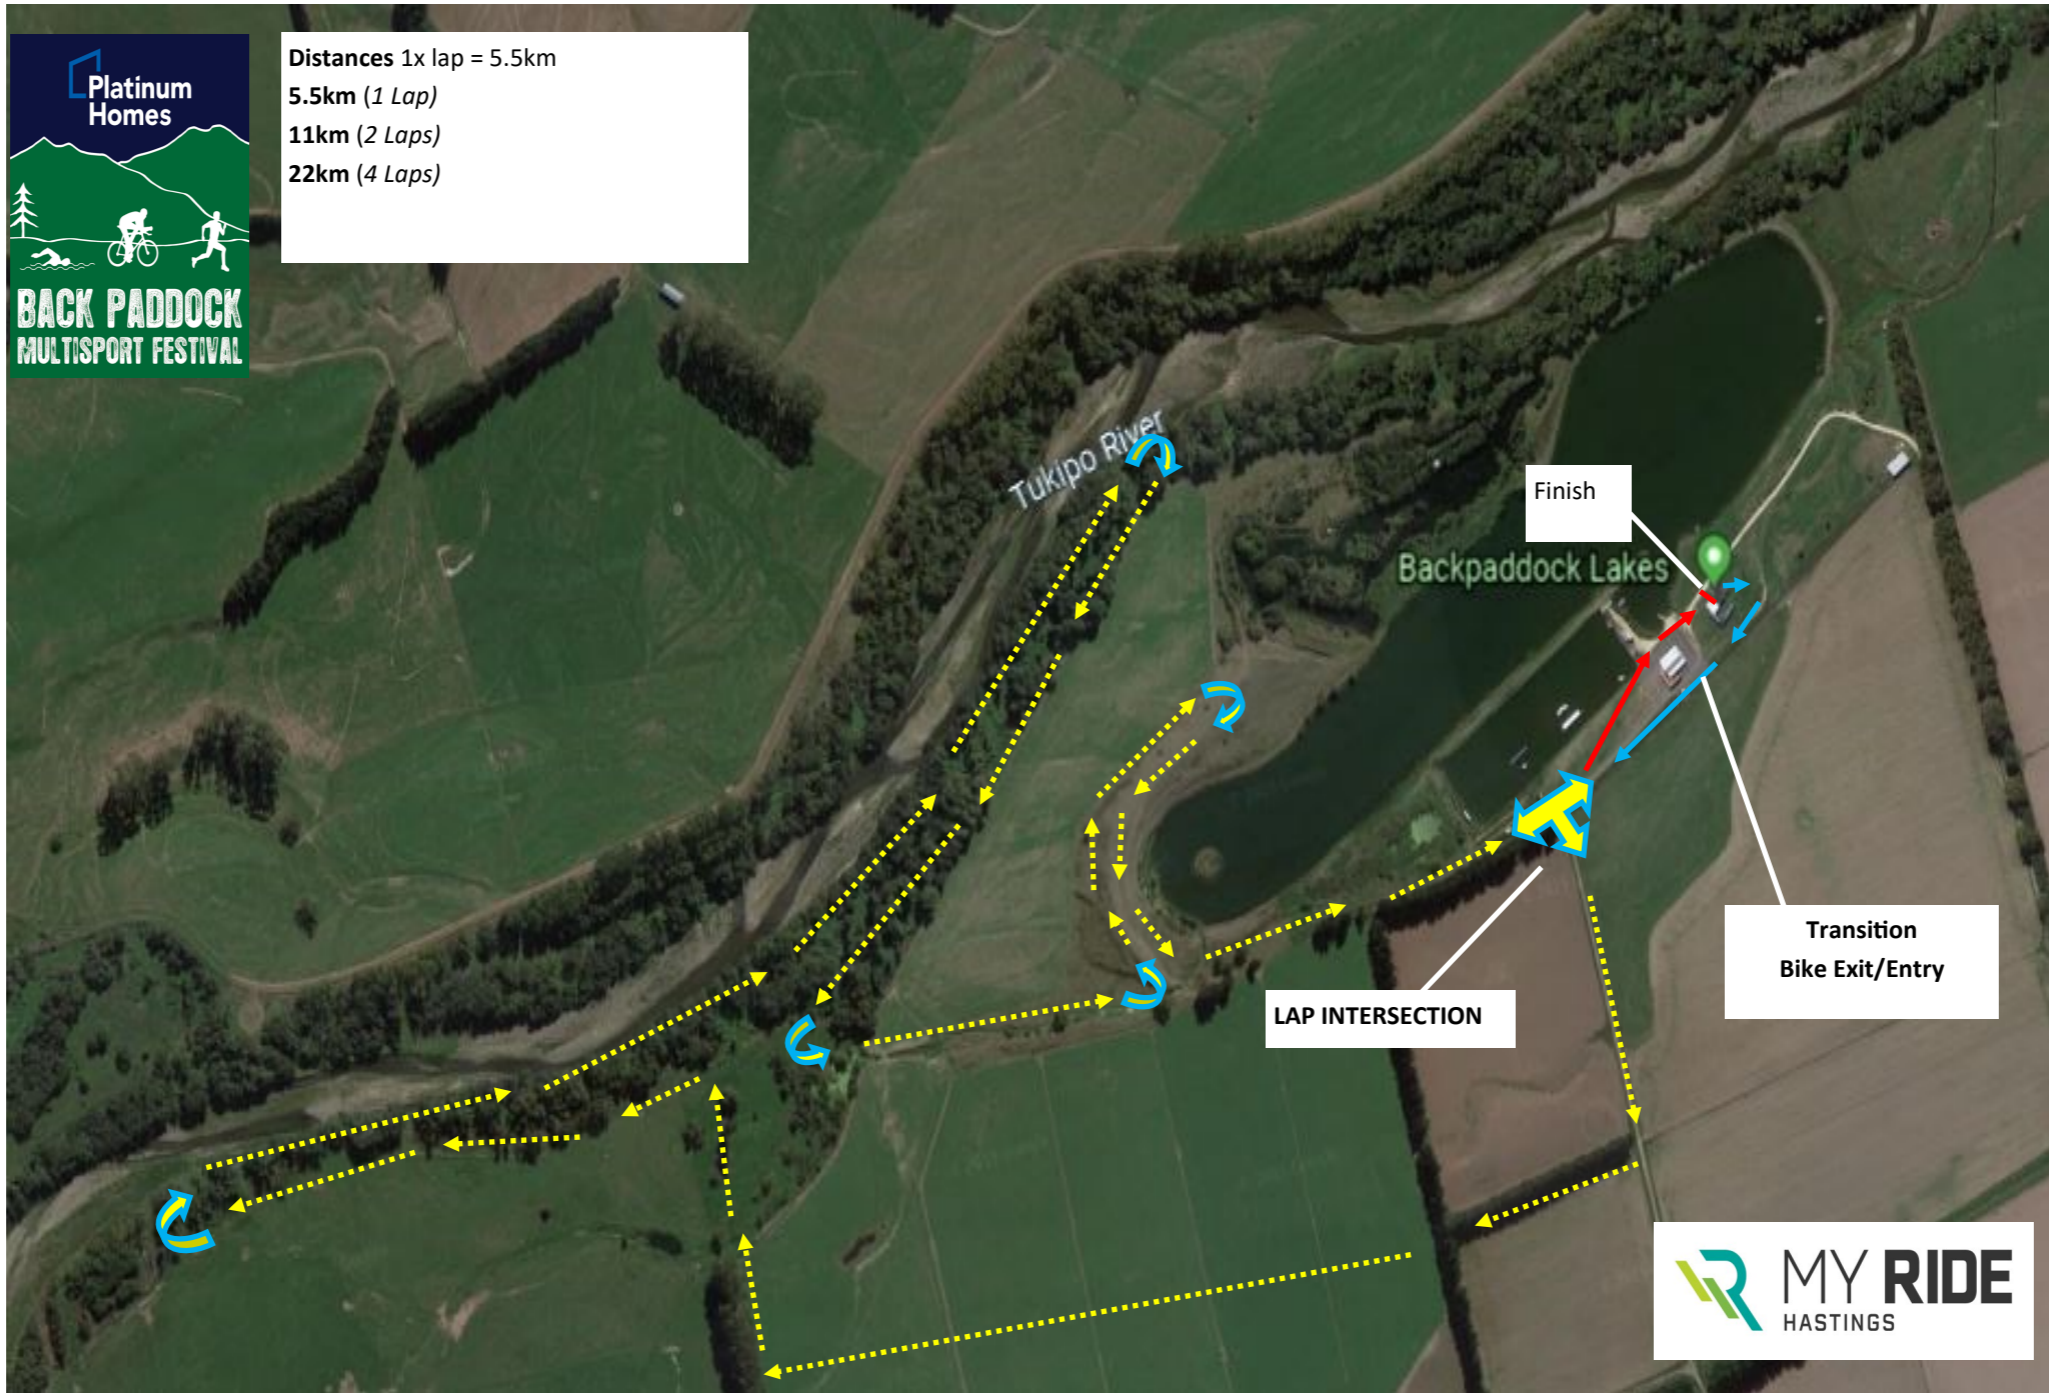 Platinum
Homes
BACK PADDOCK
MULTISPORT FESTIVAL
Distances 1x lap = 5.5km
5.5km (1 Lap)
11km (2 Laps)
22km (4 Laps)
Tukipo River
Finish
Backpaddock Lakes
Transition
Bike Exit/Entry
LAP INTERSECTION
MY RIDE
HASTINGS